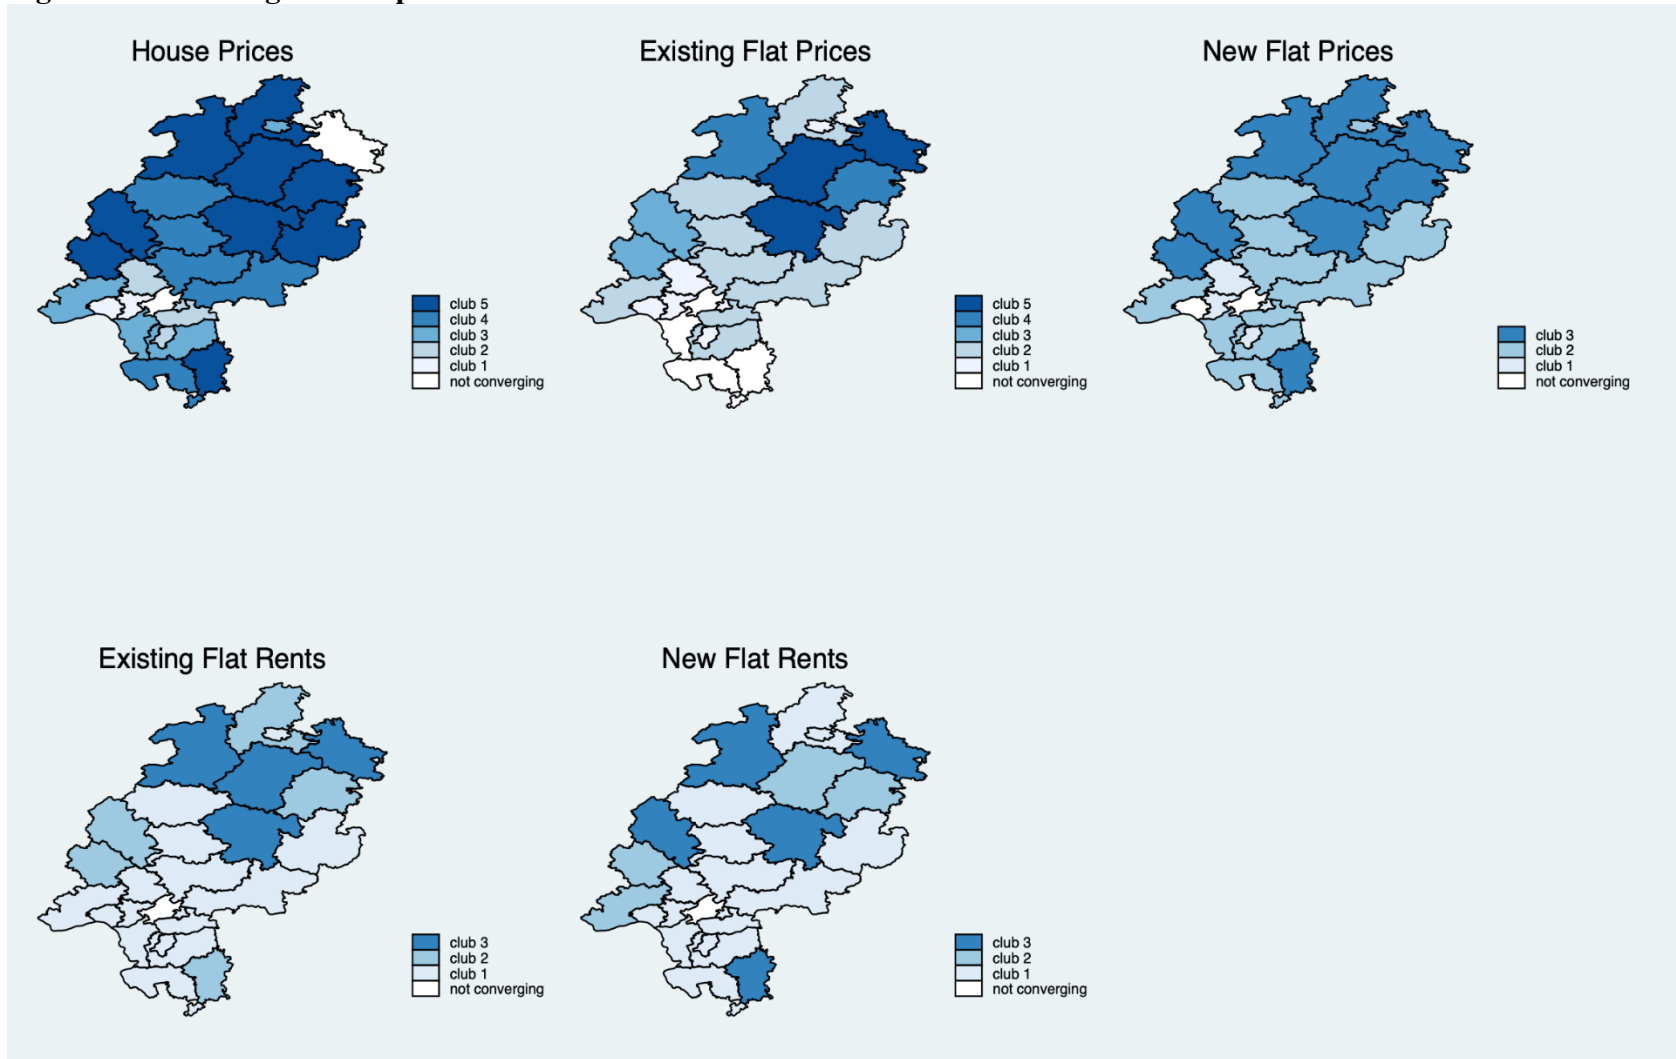 House Prices
Existing Flat Prices
New Flat Prices
club 5
club 4
club 3
club 2
club 1
not converging
club 5
club 4
club 3
club 2
club 1
not converging
club 3
club 2
club 1
not converging
Existing Flat Rents
New Flat Rents
club 3
club 2
club 1
not converging
club 3
club 2
club 1
not converging